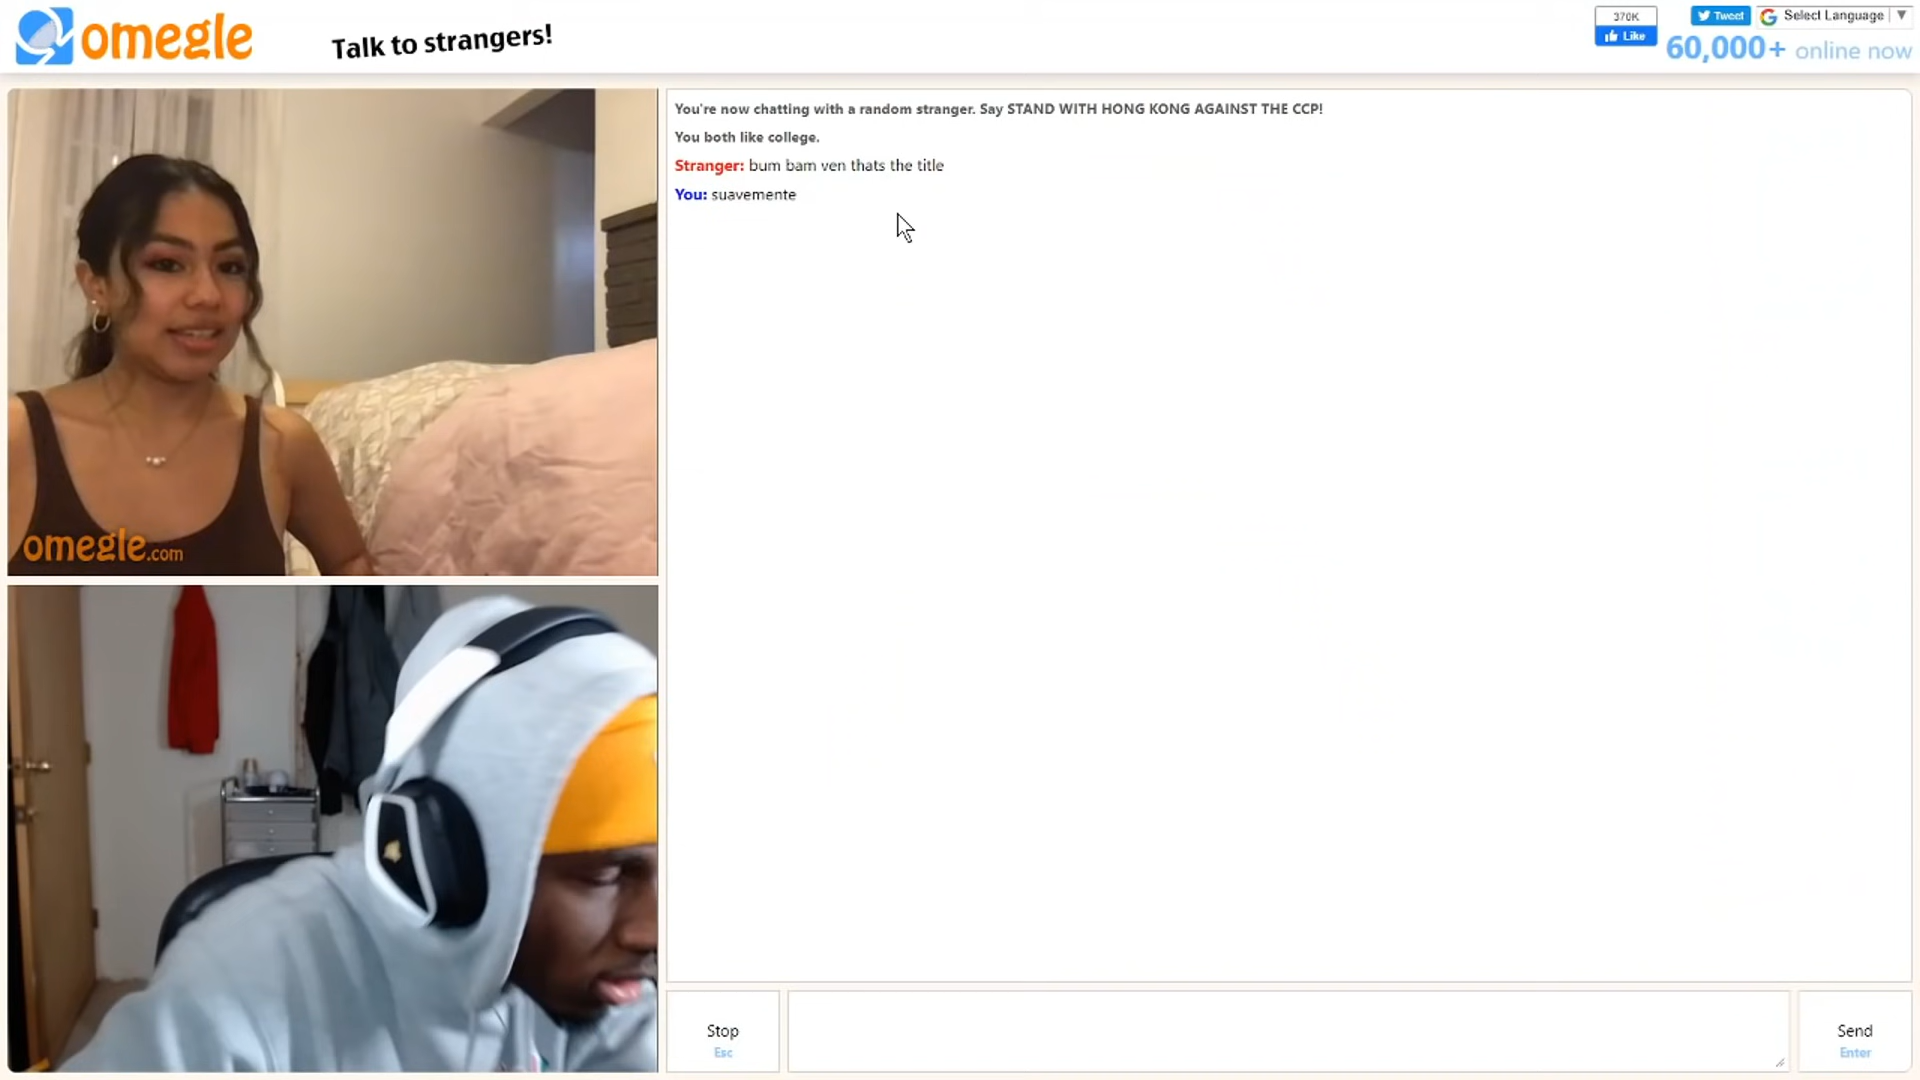 omegle
Talk to strangers!
370K
Like
Tweet
Select Language
60,000+ online now
You're now chatting with a random stranger. Say STAND WITH HONG KONG AGAINST THE CCP!
You both like college.
Stranger: bum bam ven thats the title
You: suavemente
omegle.com
Stop
Esc
Send
Enter